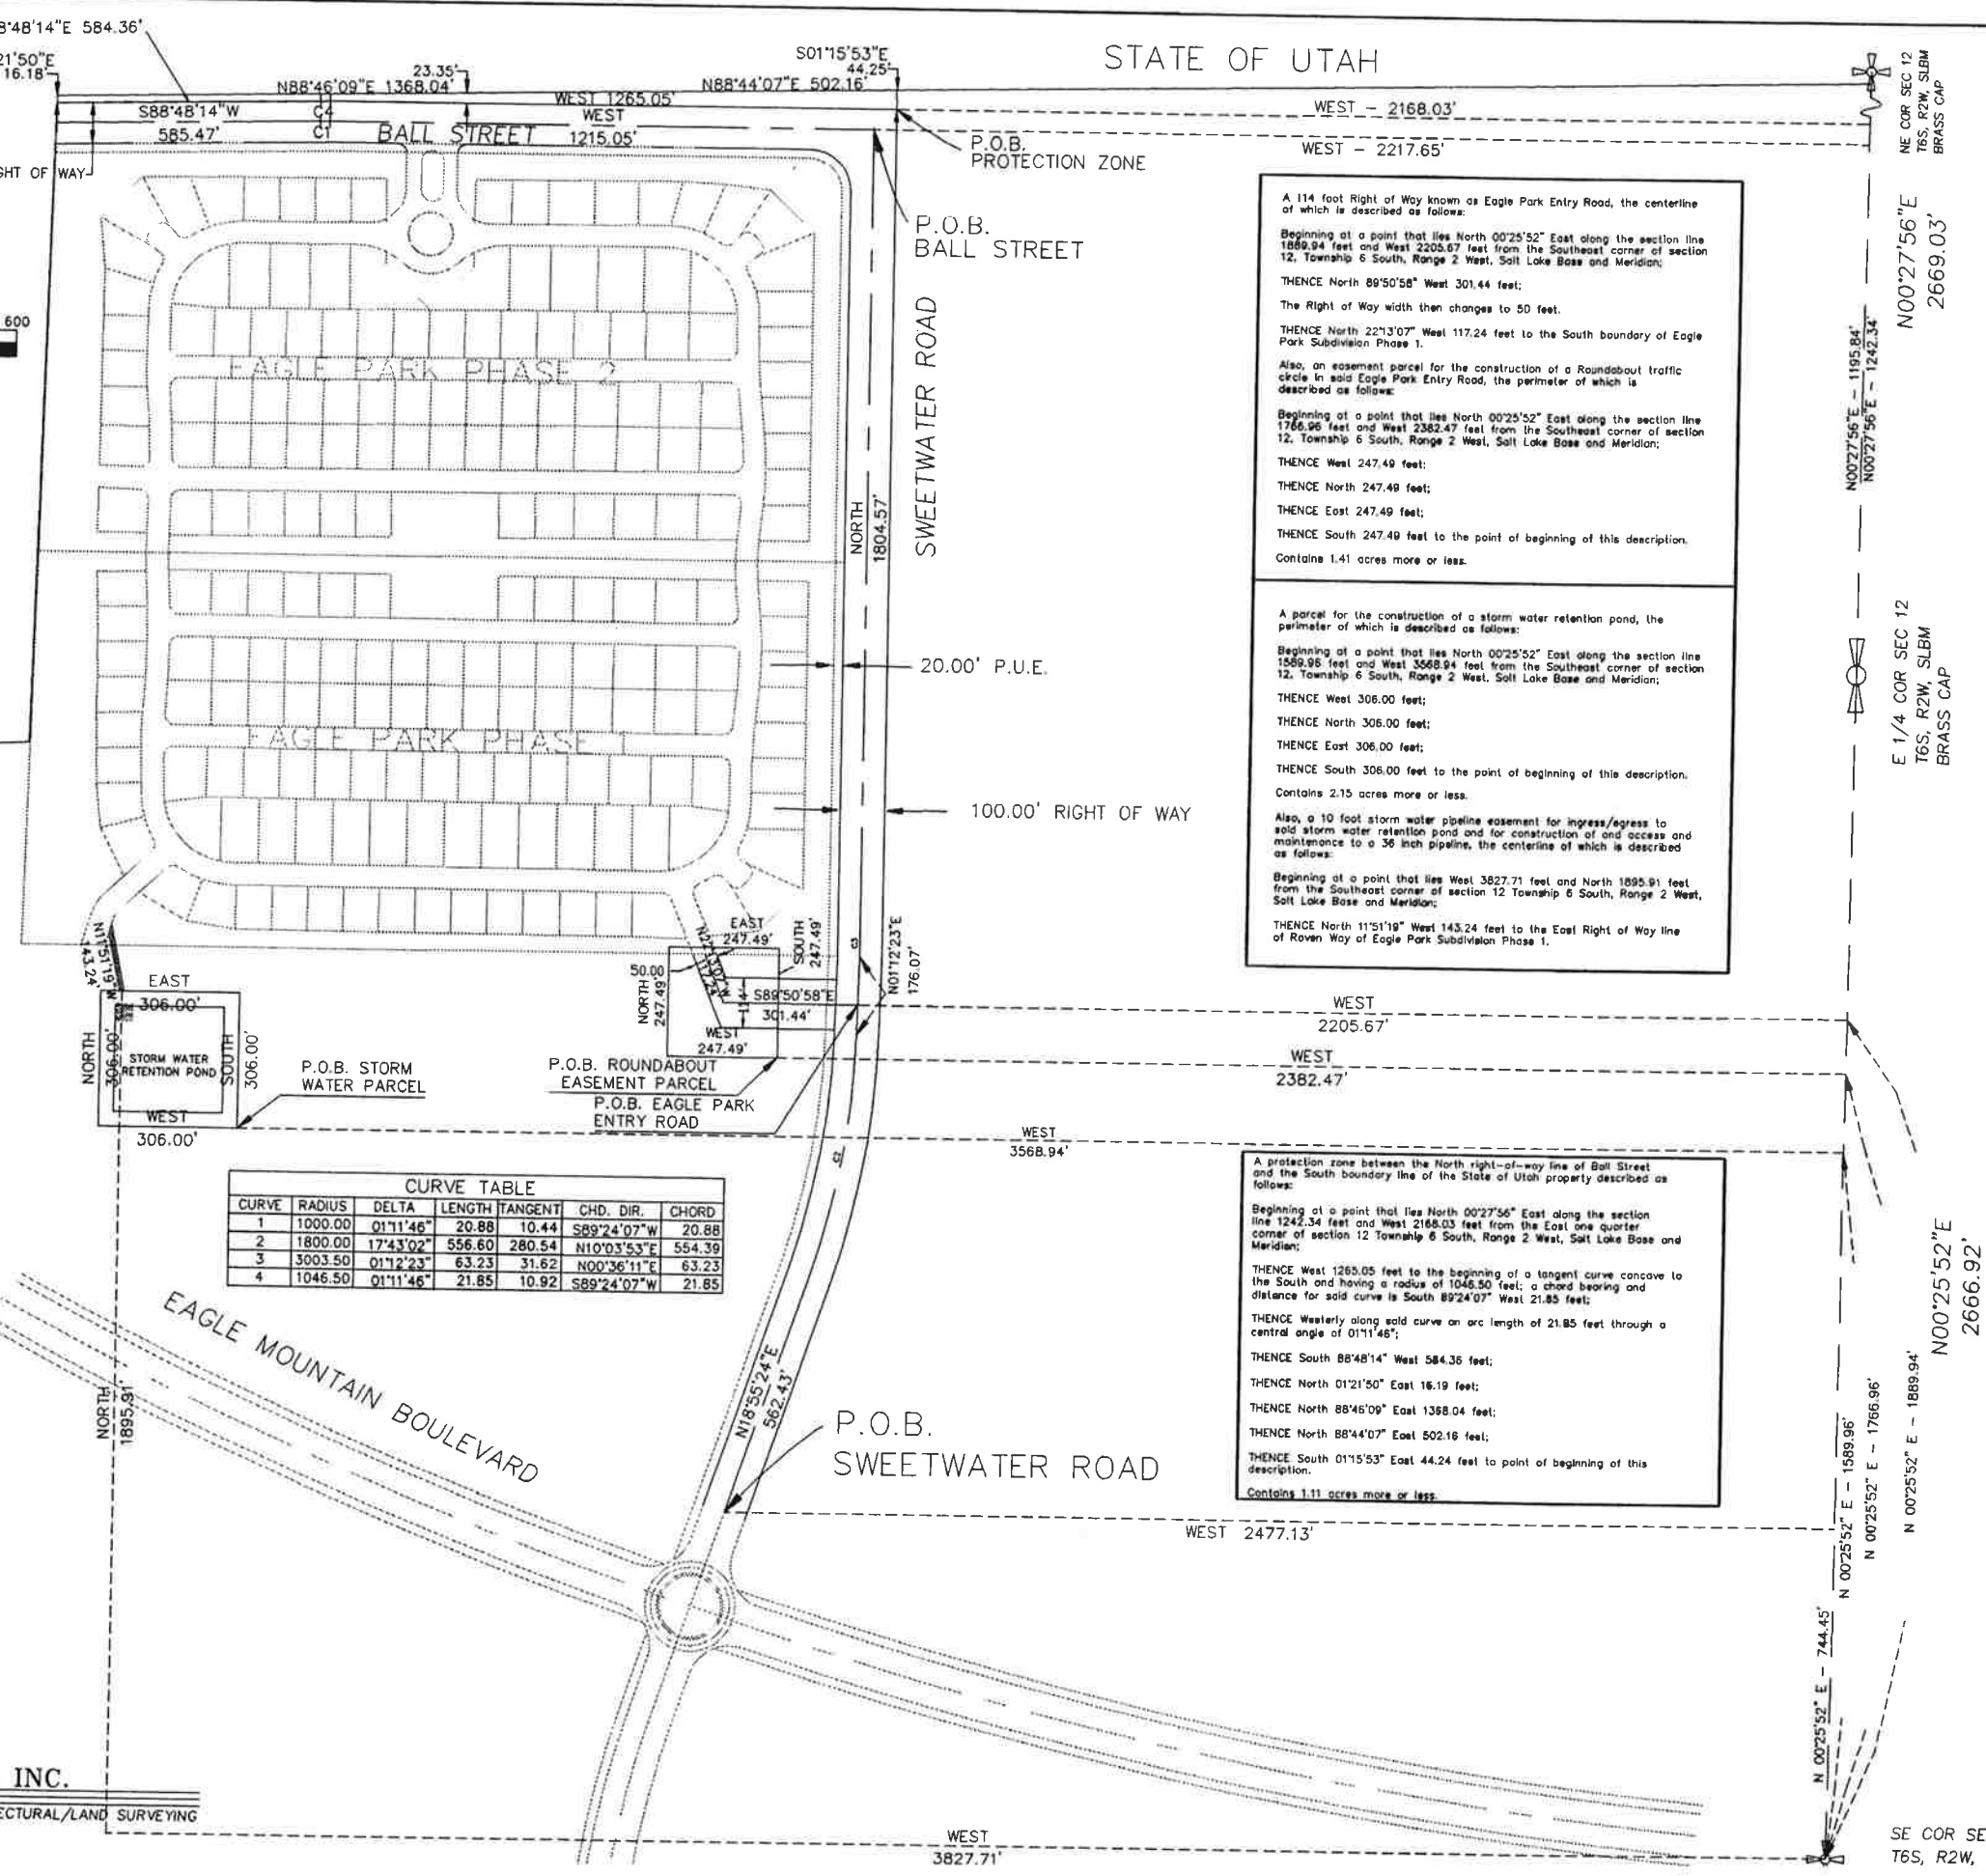 8°48'14"E 584.36'
21'50"E
16.18'
23.35'
N88°46'09"E 1368.04'
S01°15'53"E
44.25'
N88°44'07"E 502.16'
STATE OF UTAH
S88°48'14"W
585.47'
C4
C1
WEST 1265.05'
WEST
1215.05'
BALL STREET
WEST - 2168.03'
WEST - 2217.65'
NE COR SEC 12
T6S, R2W, SLBM
BRASS CAP
P.O.B.
PROTECTION ZONE
GHT OF WAY
P.O.B.
BALL STREET
N00°27'56"E
2669.03'
N00°27'56"E - 1195.84'
N00°27'56"E - 1242.34'
600
SWEETWATER ROAD
NORTH
1804.57'
EAGLE PARK PHASE 2
A 114 foot Right of Way known as Eagle Park Entry Road, the centerline
of which is described as follows:
Beginning at a point that lies North 00°25'52" East along the section line
1889.94 feet and West 2205.67 feet from the Southeast corner of section
12, Township 6 South, Range 2 West, Salt Lake Base and Meridian;
THENCE North 89°50'58" West 301.44 feet;
The Right of Way width then changes to 50 feet.
THENCE North 22°13'07" West 117.24 feet to the South boundary of Eagle
Park Subdivision Phase 1.
Also, an easement parcel for the construction of a Roundabout traffic
circle in said Eagle Park Entry Road, the perimeter of which is
described as follows:
Beginning at a point that lies North 00°25'52" East along the section line
1766.96 feet and West 2382.47 feet from the Southeast corner of section
12, Township 6 South, Range 2 West, Salt Lake Base and Meridian;
THENCE West 247.49 feet;
THENCE North 247.49 feet;
THENCE East 247.49 feet;
THENCE South 247.49 feet to the point of beginning of this description.
Contains 1.41 acres more or less.
A parcel for the construction of a storm water retention pond, the
perimeter of which is described as follows:
Beginning at a point that lies North 00°25'52" East along the section line
1589.96 feet and West 3568.94 feet from the Southeast corner of section
12, Township 6 South, Range 2 West, Salt Lake Base and Meridian;
THENCE West 306.00 feet;
THENCE North 306.00 feet;
THENCE East 306.00 feet;
THENCE South 306.00 feet to the point of beginning of this description.
Contains 2.15 acres more or less.
Also, a 10 foot storm water pipeline easement for ingress/egress to
said storm water retention pond and for construction of and access and
maintenance to a 36 inch pipeline, the centerline of which is described
as follows:
Beginning at a point that lies West 3827.71 feet and North 1895.91 feet
from the Southeast corner of section 12 Township 6 South, Range 2 West,
Salt Lake Base and Meridian;
THENCE North 11°51'19" West 143.24 feet to the East Right of Way line
of Raven Way of Eagle Park Subdivision Phase 1.
E 1/4 COR SEC 12
T6S, R2W, SLBM
BRASS CAP
20.00' P.U.E.
EAGLE PARK PHASE 1
100.00' RIGHT OF WAY
N11°51'19"W
143.24'
EAST
306.00'
NORTH
306.00'
STORM WATER
RETENTION POND
SOUTH
306.00'
WEST
306.00'
P.O.B. STORM
WATER PARCEL
EAST
247.49'
SOUTH
247.49'
N22°13'07"W
117.24'
50.00
NORTH
247.49'
114'
S89°50'58"E
301.44'
WEST
247.49'
C3
N01°12'23"E
176.07'
P.O.B. ROUNDABOUT
EASEMENT PARCEL
P.O.B. EAGLE PARK
ENTRY ROAD
WEST
2205.67'
WEST
2382.47'
WEST
3568.94'
C2
CURVE TABLE
CURVE RADIUS DELTA LENGTH TANGENT CHD. DIR. CHORD
1 1000.00 01°11'46" 20.88 10.44 S89°24'07"W 20.88
2 1800.00 17°43'02" 556.60 280.54 N10°03'53"E 554.39
3 3003.50 01°12'23" 63.23 31.62 N00°36'11"E 63.23
4 1046.50 01°11'46" 21.85 10.92 S89°24'07"W 21.85
A protection zone between the North right-of-way line of Ball Street
and the South boundary line of the State of Utah property described as
follows:
Beginning at a point that lies North 00°27'56" East along the section
line 1242.34 feet and West 2168.03 feet from the East one quarter
corner of section 12 Township 6 South, Range 2 West, Salt Lake Base and
Meridian;
THENCE West 1265.05 feet to the beginning of a tangent curve concave to
the South and having a radius of 1046.50 feet; a chord bearing and
distance for said curve is South 89°24'07" West 21.85 feet;
THENCE Westerly along said curve an arc length of 21.85 feet through a
central angle of 01°11'46";
THENCE South 88°48'14" West 584.36 feet;
THENCE North 01°21'50" East 16.19 feet;
THENCE North 88°46'09" East 1368.04 feet;
THENCE North 88°44'07" East 502.16 feet;
THENCE South 01°15'53" East 44.24 feet to point of beginning of this
description.
Contains 1.11 acres more or less.
N00°25'52"E
2666.92'
EAGLE MOUNTAIN BOULEVARD
NORTH
1895.91'
N18°55'24"E
562.43'
P.O.B.
SWEETWATER ROAD
WEST 2477.13'
N 00°25'52" E - 1589.96'
N 00°25'52" E - 1766.96'
N 00°25'52" E - 1889.94'
N 00°25'52" E - 744.45'
INC.
ECTURAL/LAND SURVEYING
WEST
3827.71'
SE COR SE
T6S, R2W,